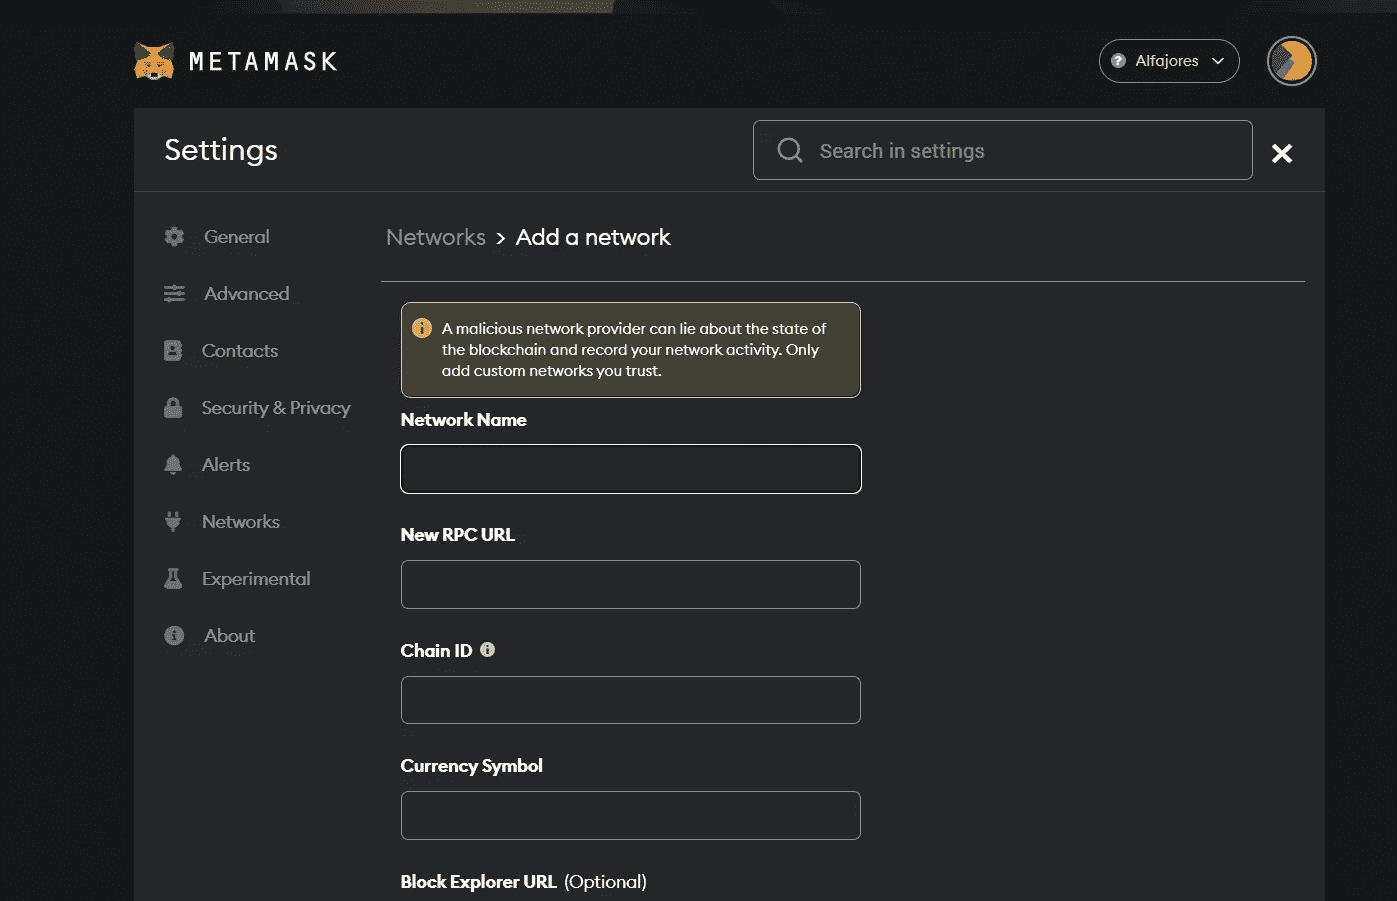 METAMASK
Alfajores
Settings
Search in settings
General
Advanced
Contacts
Security & Privacy
Alerts
Networks
Experimental
About
Networks > Add a network
A malicious network provider can lie about the state of
the blockchain and record your network activity. Only
add custom networks you trust.
Network Name
New RPC URL
Chain ID
Currency Symbol
Block Explorer URL (Optional)